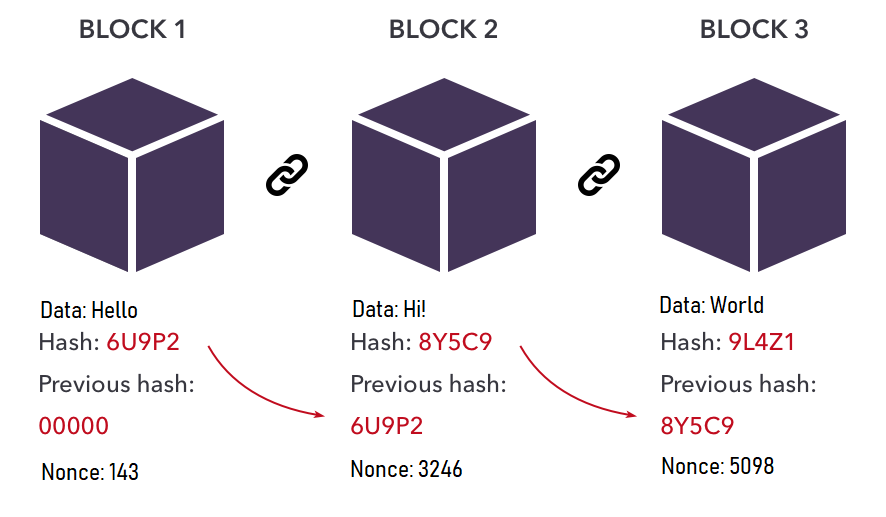 BLOCK 1
BLOCK 2
BLOCK 3
Data: Hello
Hash: 6U9P2
Previous hash:
00000
Nonce: 143
Data: Hi!
Hash: 8Y5C9
Previous hash:
6U9P2
Nonce: 3246
Data: World
Hash: 9L4Z1
Previous hash:
8Y5C9
Nonce: 5098